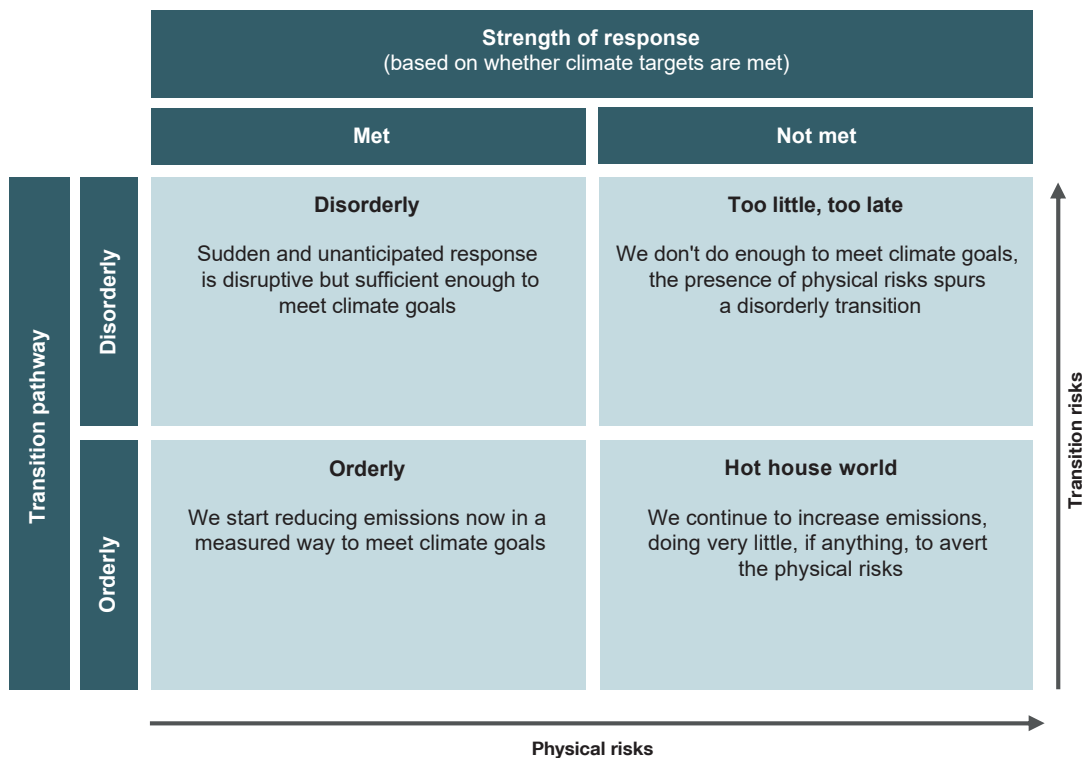 Strength of response
(based on whether climate targets are met)
Met
Not met
Transition pathway
Disorderly
Disorderly
Sudden and unanticipated response
is disruptive but sufficient enough to
meet climate goals
Too little, too late
We don't do enough to meet climate goals,
the presence of physical risks spurs
a disorderly transition
Transition risks
Orderly
Orderly
We start reducing emissions now in a
measured way to meet climate goals
Hot house world
We continue to increase emissions,
doing very little, if anything, to avert
the physical risks
Physical risks